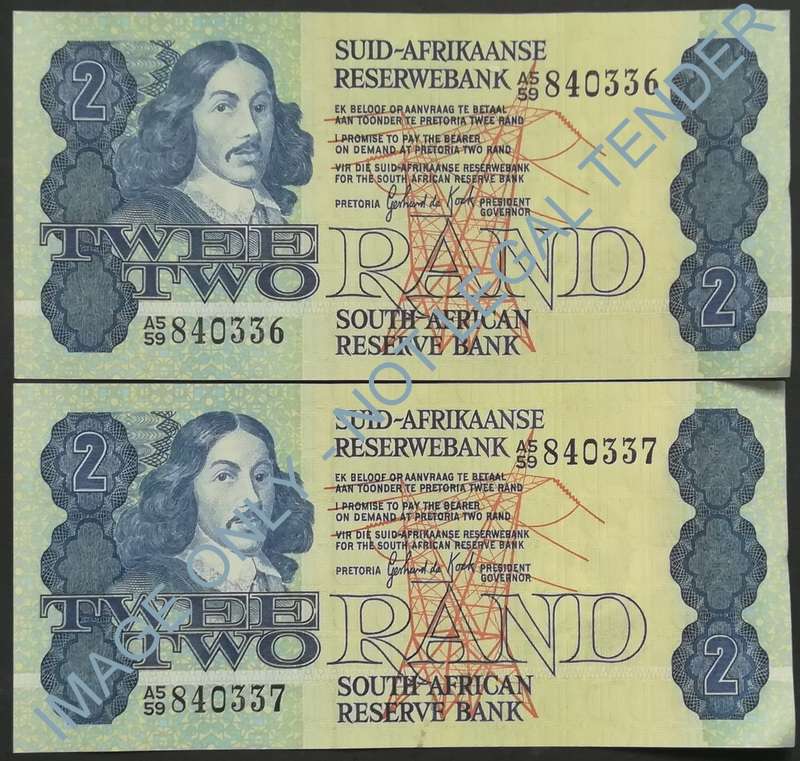 2
SUID-AFRIKAANSE
RESERWEBANK A5/59 840336
EK BELOOF OP AANVRAAG TE BETAAL
AAN TOONDER TE PRETORIA TWEE RAND
I PROMISE TO PAY THE BEARER
ON DEMAND AT PRETORIA TWO RAND
VIR DIE SUID-AFRIKAANSE RESERWEBANK
FOR THE SOUTH AFRICAN RESERVE BANK
PRETORIA Gerhard de Kock PRESIDENT
GOVERNOR
TWEE
TWO RAND
2
A5/59 840336
SOUTH AFRICAN
RESERVE BANK
2
SUID-AFRIKAANSE
RESERWEBANK A5/59 840337
EK BELOOF OP AANVRAAG TE BETAAL
AAN TOONDER TE PRETORIA TWEE RAND
I PROMISE TO PAY THE BEARER
ON DEMAND AT PRETORIA TWO RAND
VIR DIE SUID-AFRIKAANSE RESERWEBANK
FOR THE SOUTH AFRICAN RESERVE BANK
PRETORIA Gerhard de Kock PRESIDENT
GOVERNOR
TWEE
TWO RAND
2
A5/59 840337
SOUTH AFRICAN
RESERVE BANK
IMAGE ONLY - NOT LEGAL TENDER